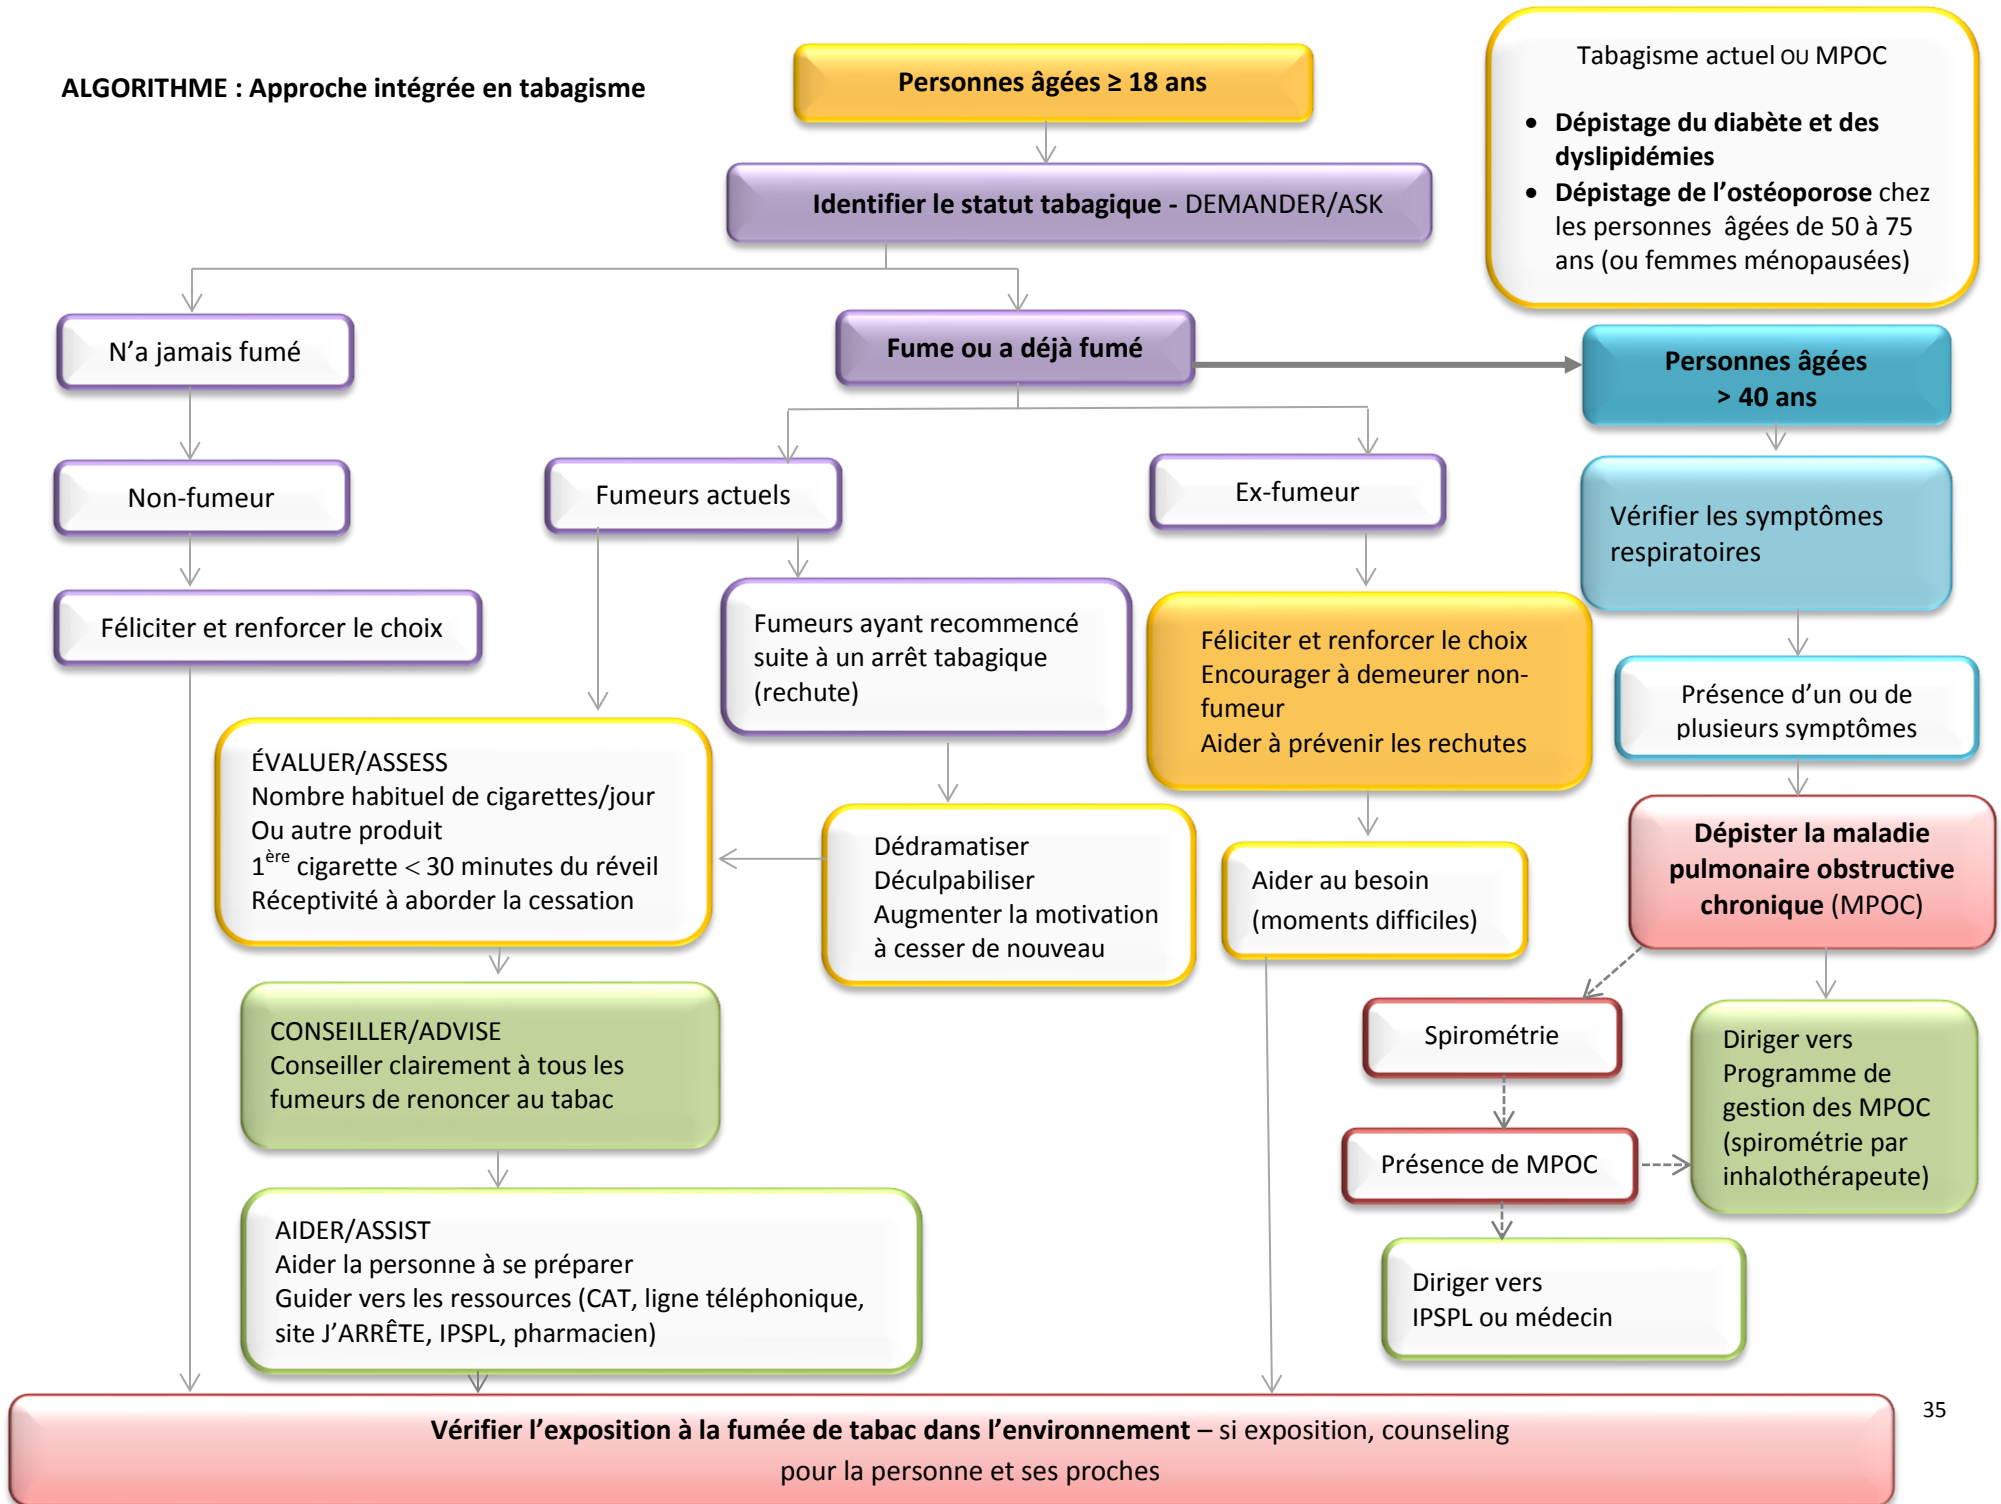 ALGORITHME : Approche intégrée en tabagisme
Personnes âgées ≥ 18 ans
Tabagisme actuel OU MPOC
• Dépistage du diabète et des
dyslipidémies
• Dépistage de l'ostéoporose chez
les personnes âgées de 50 à 75
ans (ou femmes ménopausées)
Identifier le statut tabagique - DEMANDER/ASK
N'a jamais fumé
Fume ou a déjà fumé
Personnes âgées
> 40 ans
Non-fumeur
Fumeurs actuels
Ex-fumeur
Vérifier les symptômes
respiratoires
Féliciter et renforcer le choix
Fumeurs ayant recommencé
suite à un arrêt tabagique
(rechute)
Féliciter et renforcer le choix
Encourager à demeurer non-
fumeur
Aider à prévenir les rechutes
Présence d'un ou de
plusieurs symptômes
ÉVALUER/ASSESS
Nombre habituel de cigarettes/jour
Ou autre produit
1ère cigarette < 30 minutes du réveil
Réceptivité à aborder la cessation
Dédramatiser
Déculpabiliser
Augmenter la motivation
à cesser de nouveau
Aider au besoin
(moments difficiles)
Dépister la maladie
pulmonaire obstructive
chronique (MPOC)
CONSEILLER/ADVISE
Conseiller clairement à tous les
fumeurs de renoncer au tabac
Spirométrie
Diriger vers
Programme de
gestion des MPOC
(spirométrie par
inhalothérapeute)
Présence de MPOC
AIDER/ASSIST
Aider la personne à se préparer
Guider vers les ressources (CAT, ligne téléphonique,
site J'ARRÊTE, IPSPL, pharmacien)
Diriger vers
IPSPL ou médecin
Vérifier l'exposition à la fumée de tabac dans l'environnement – si exposition, counseling
pour la personne et ses proches
35